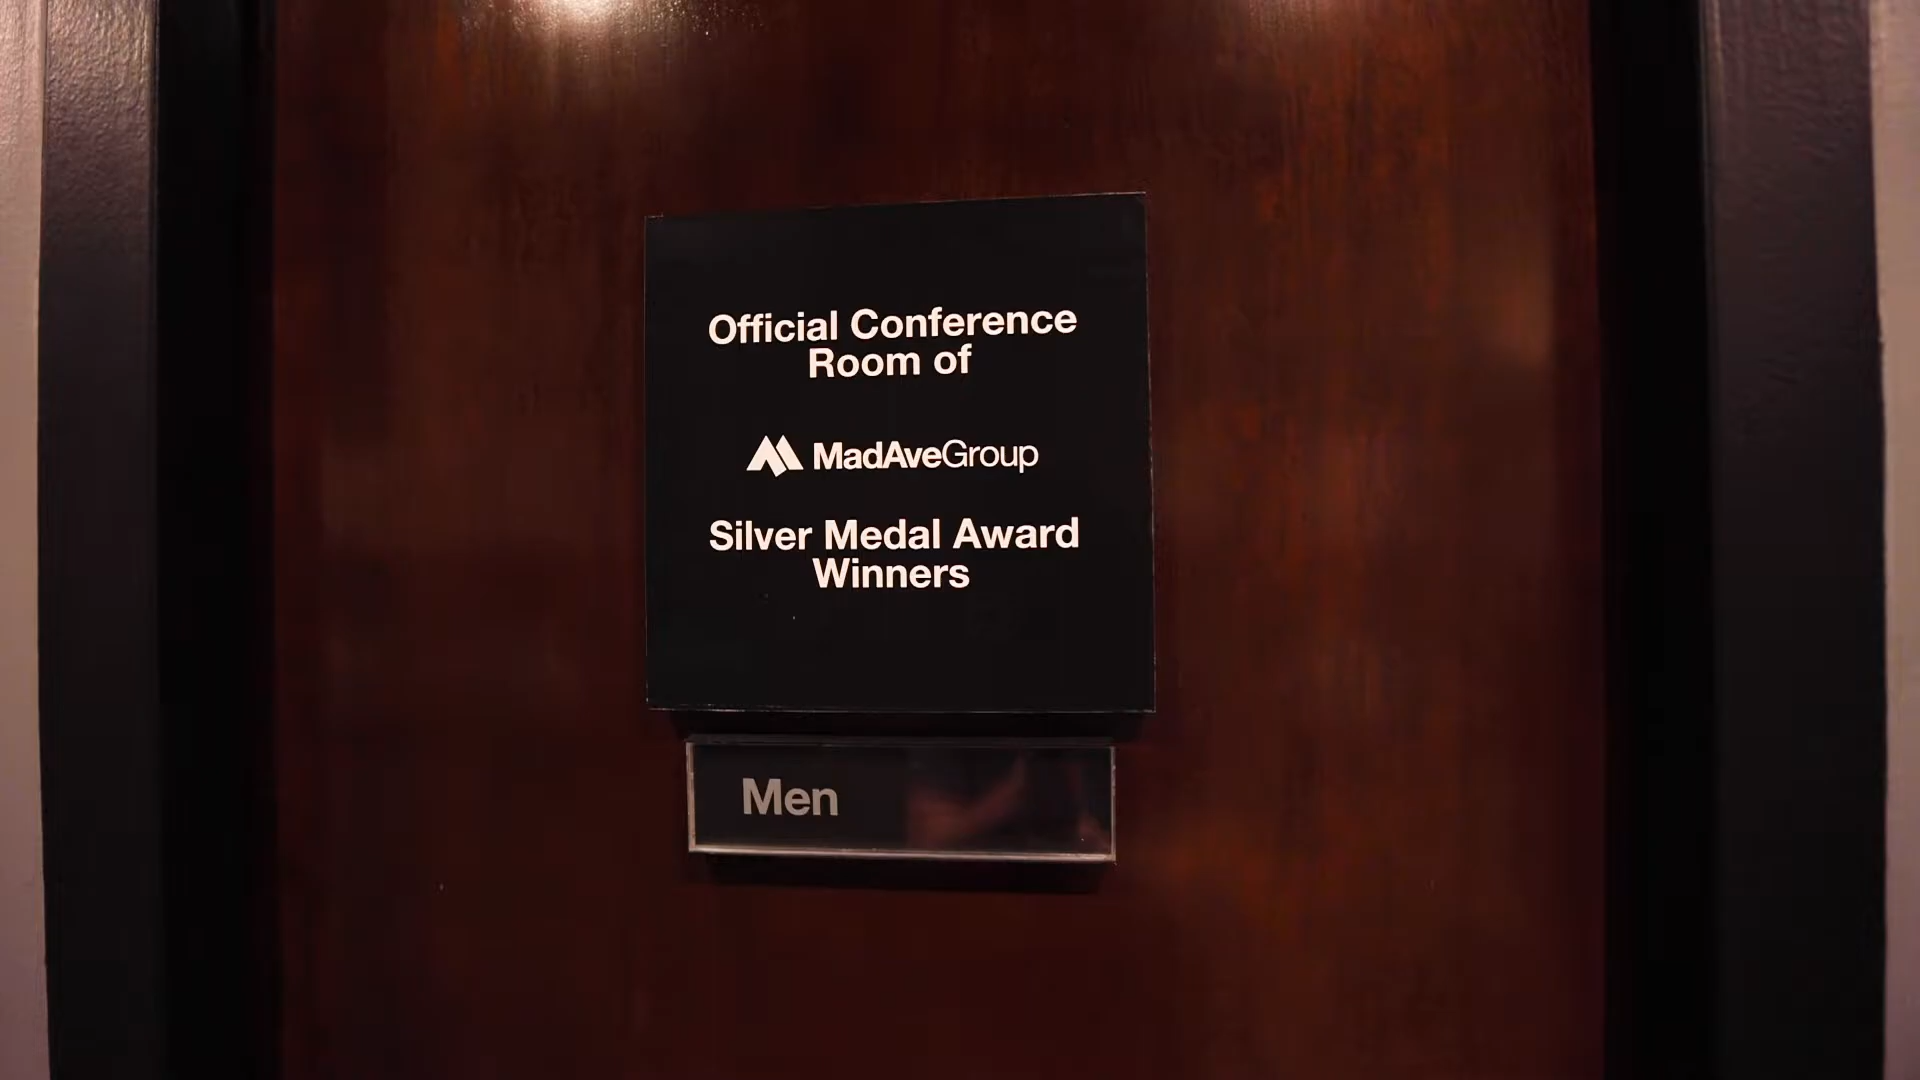 Official Conference
Room of
MadAveGroup
Silver Medal Award
Winners
Men